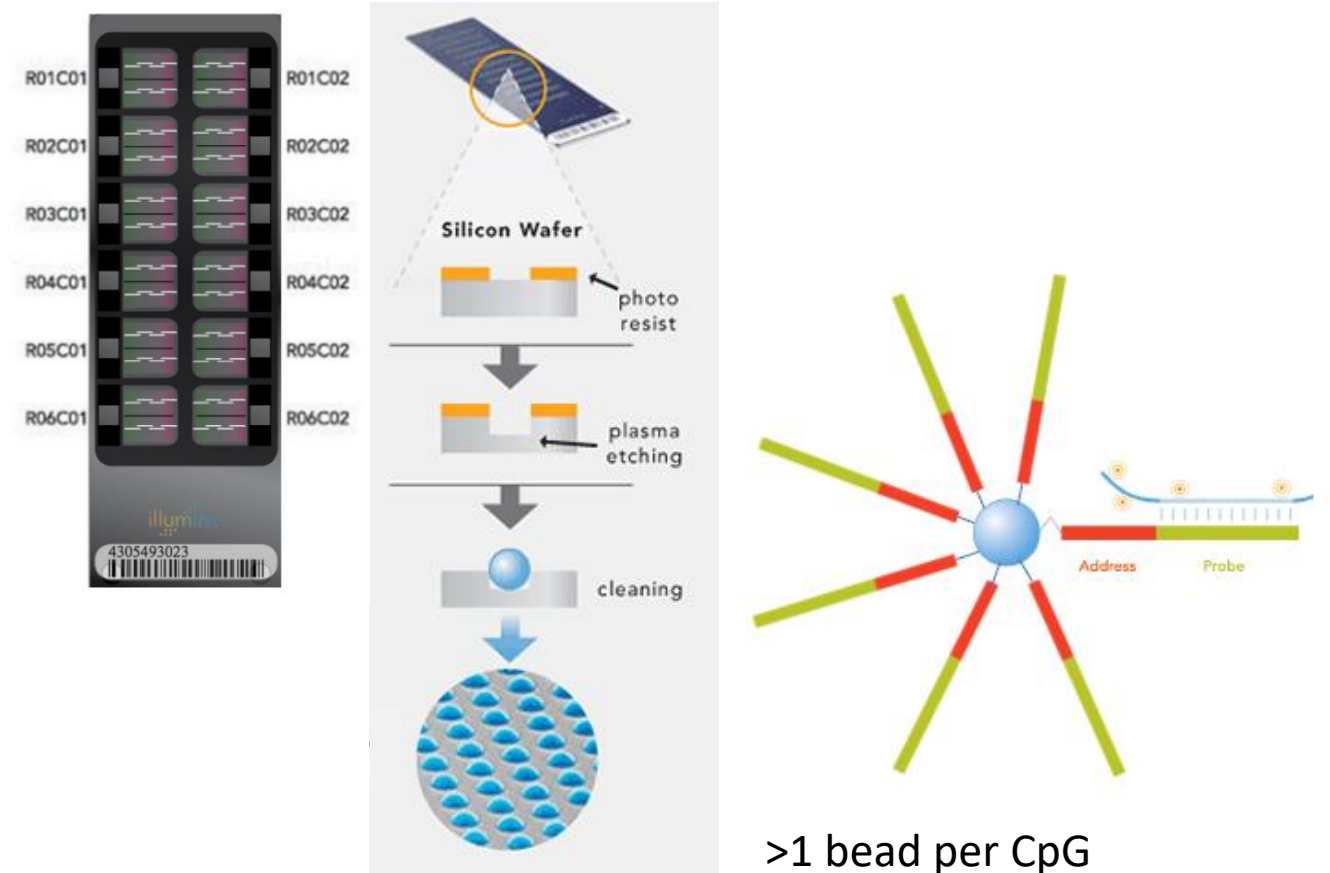 R01C01
R01C02
R02C01
R02C02
R03C01
R03C02
R04C01
R04C02
R05C01
R05C02
R06C01
R06C02
illumina
4305493023
Silicon Wafer
photo
resist
plasma
etching
cleaning
Address
Probe
>1 bead per CpG